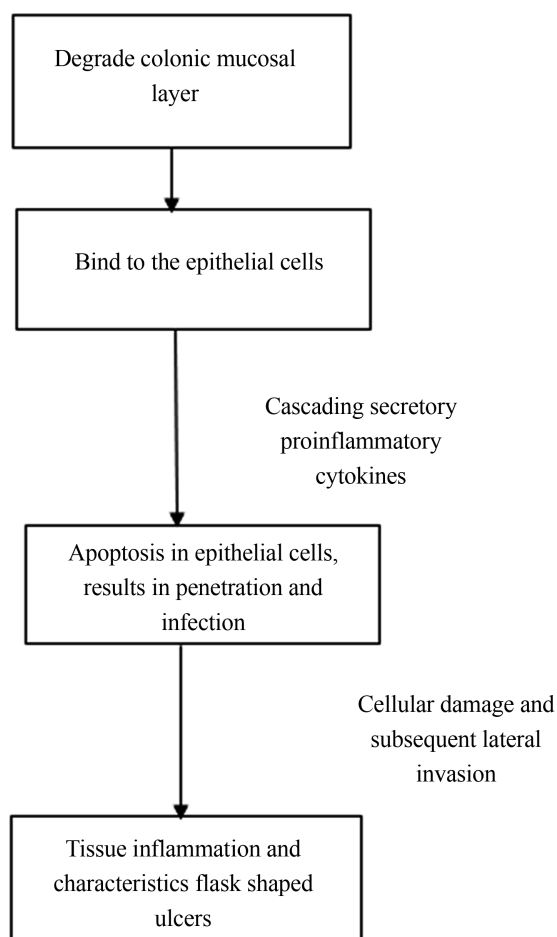 Degrade colonic mucosal
layer
Bind to the epithelial cells
Cascading secretory
proinflammatory
cytokines
Apoptosis in epithelial cells,
results in penetration and
infection
Cellular damage and
subsequent lateral
invasion
Tissue inflammation and
characteristics flask shaped
ulcers